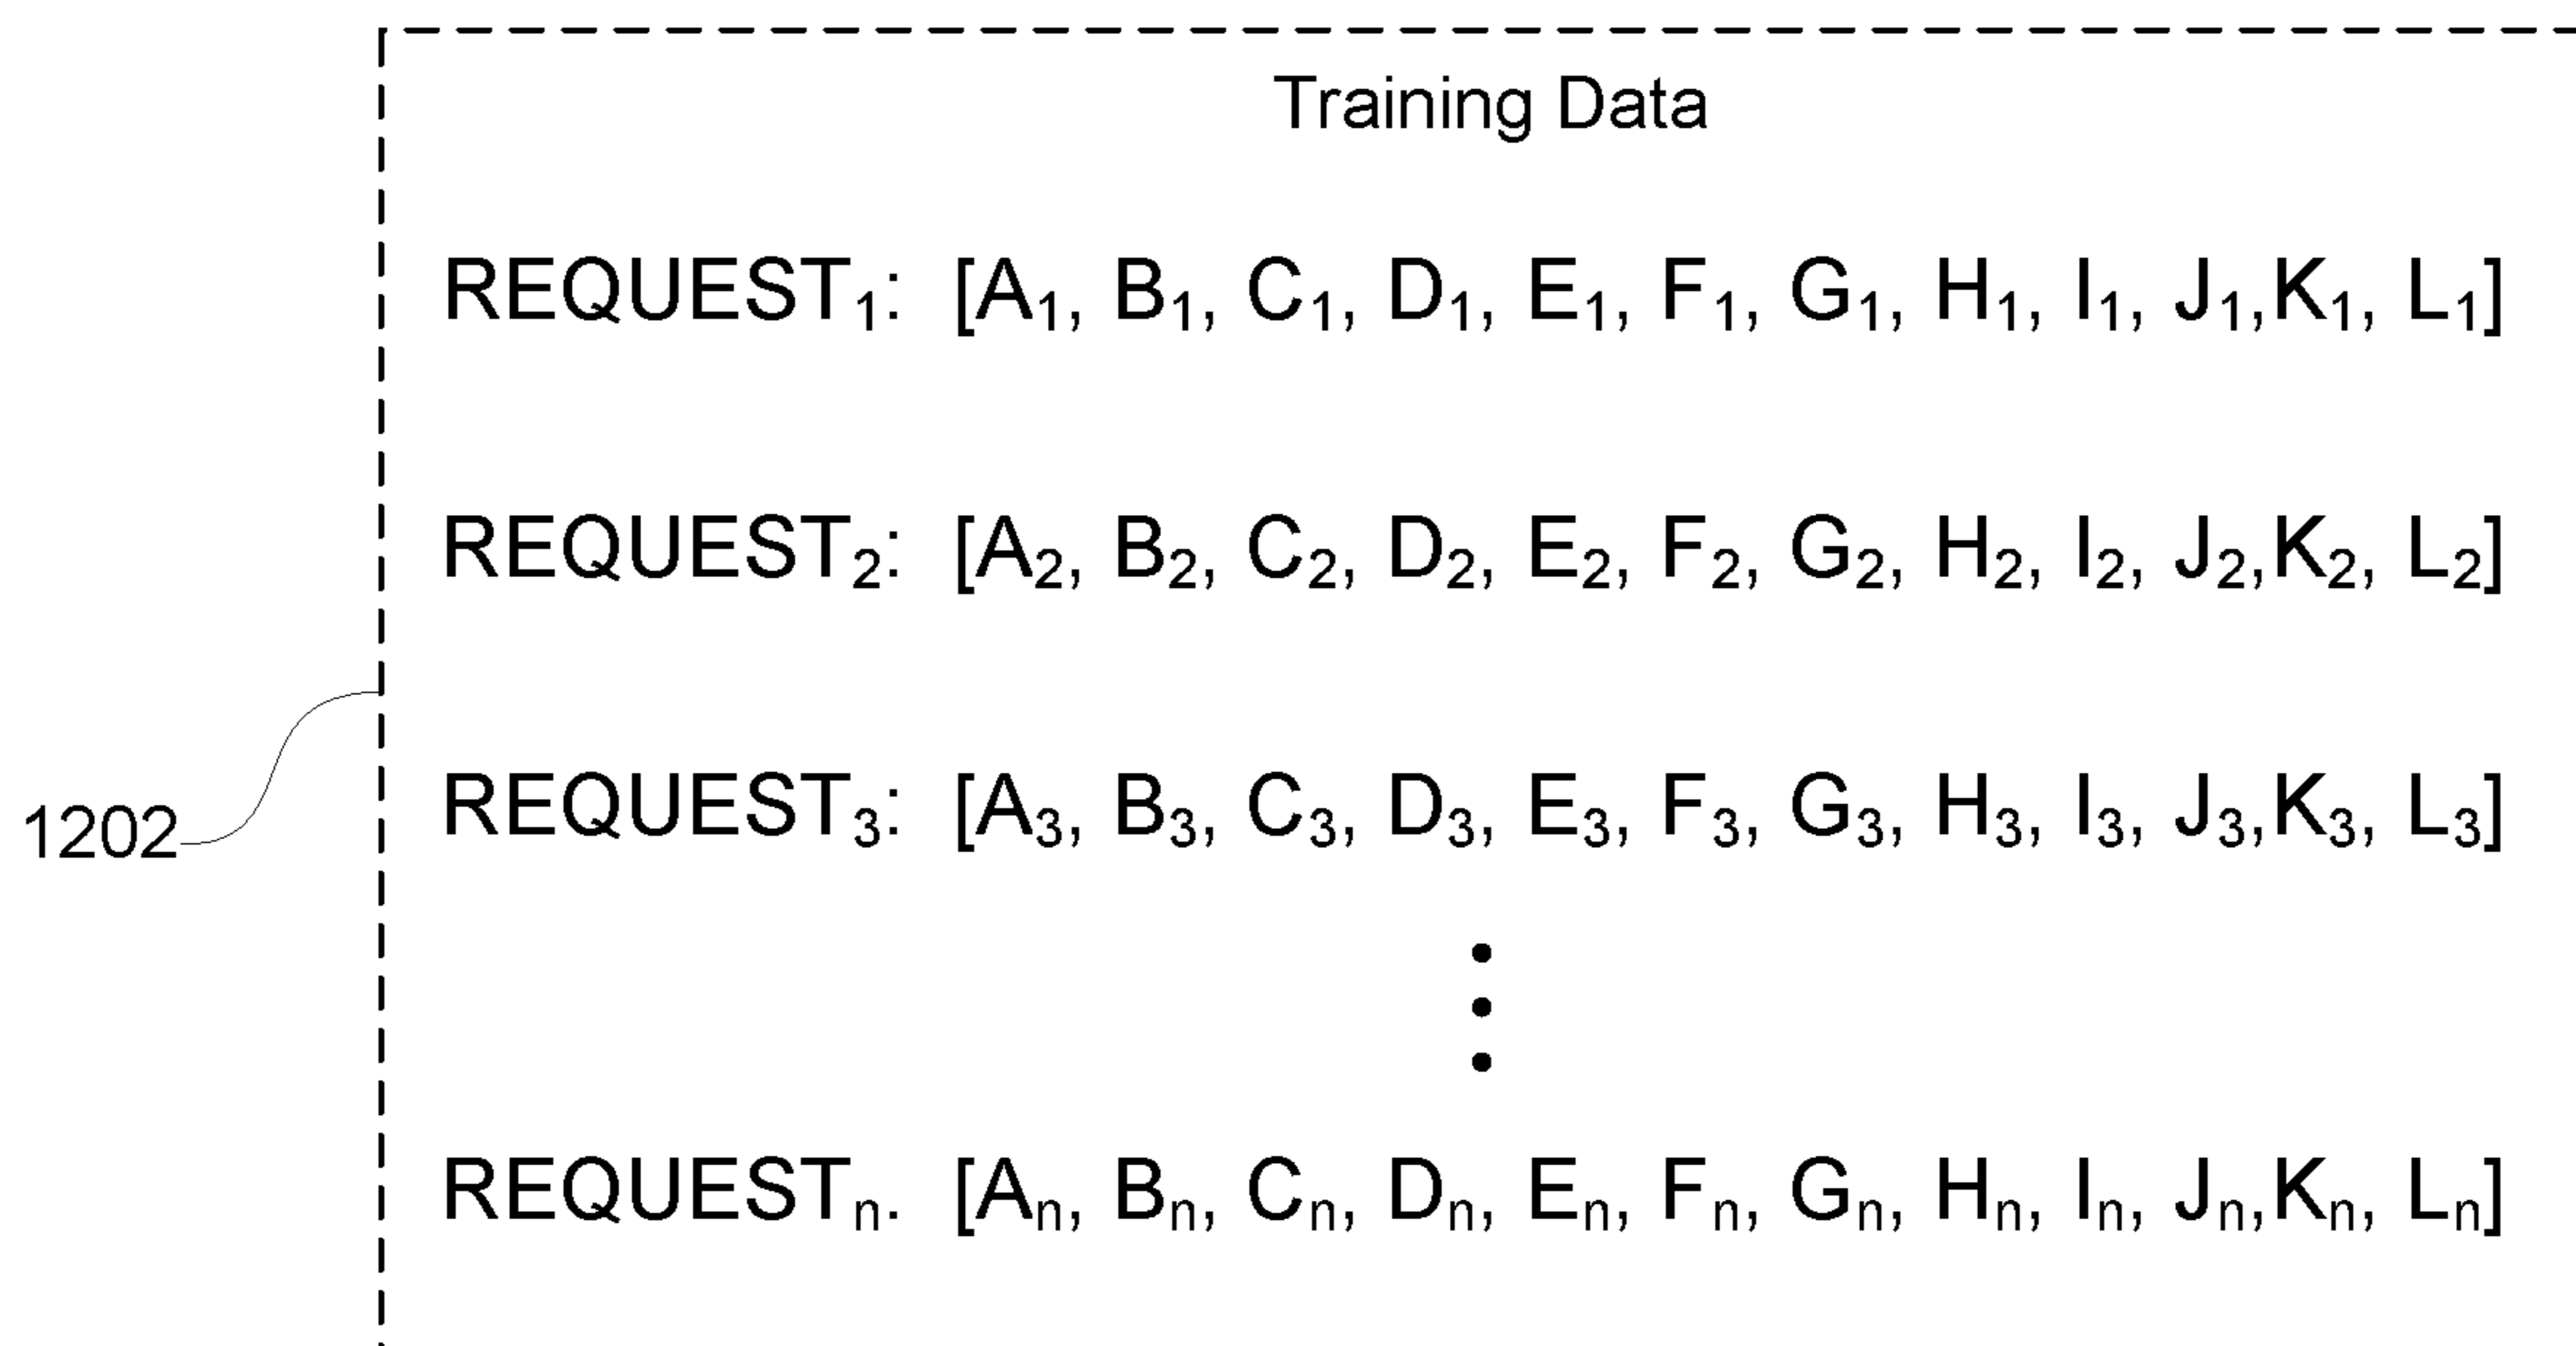 Training Data
REQUEST₁: [A₁, B₁, C₁, D₁, E₁, F₁, G₁, H₁, I₁, J₁,K₁, L₁]
REQUEST₂: [A₂, B₂, C₂, D₂, E₂, F₂, G₂, H₂, I₂, J₂,K₂, L₂]
REQUEST₃: [A₃, B₃, C₃, D₃, E₃, F₃, G₃, H₃, I₃, J₃,K₃, L₃]
1202
REQUESTₙ. [Aₙ, Bₙ, Cₙ, Dₙ, Eₙ, Fₙ, Gₙ, Hₙ, Iₙ, Jₙ,Kₙ, Lₙ]